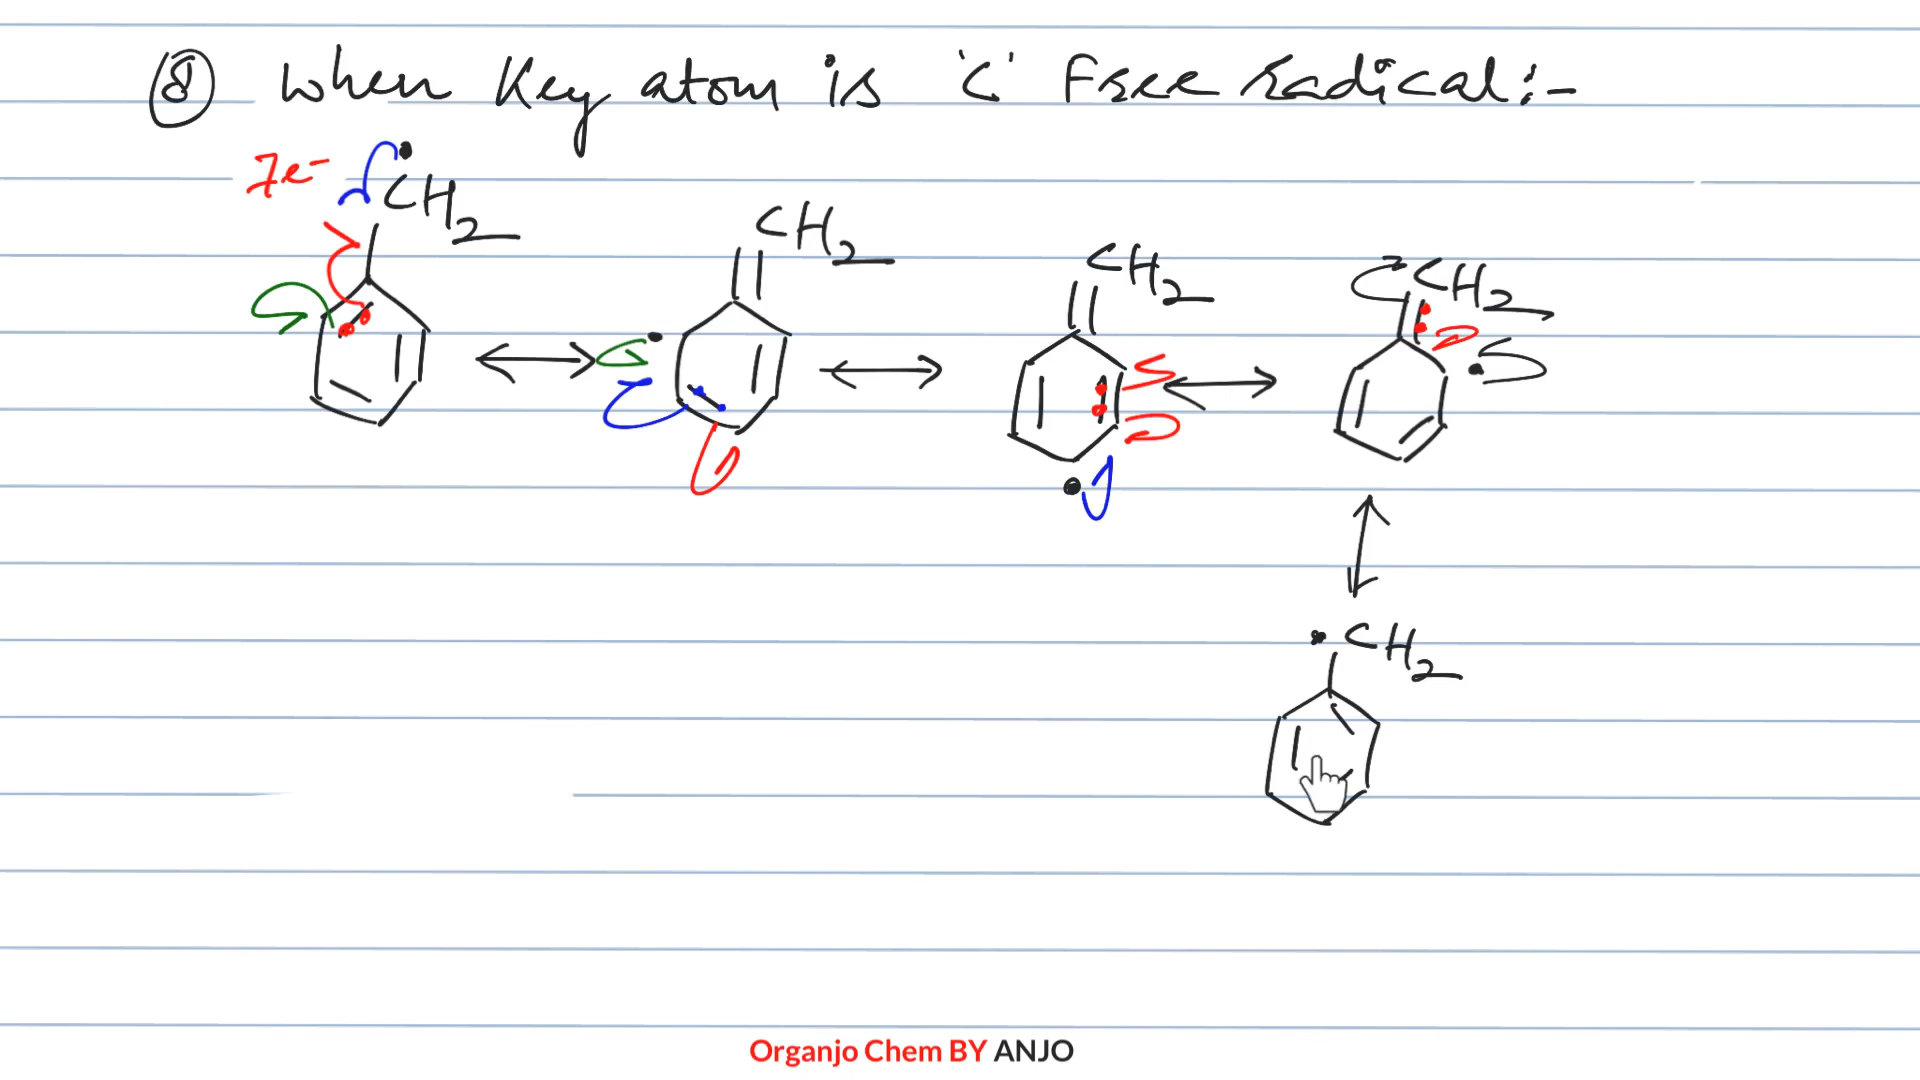 ⑧ When Key atom is 'C' Free radical :-
7e-
•CH2
CH2
CH2
CH2
•CH2
Organjo Chem BY ANJO